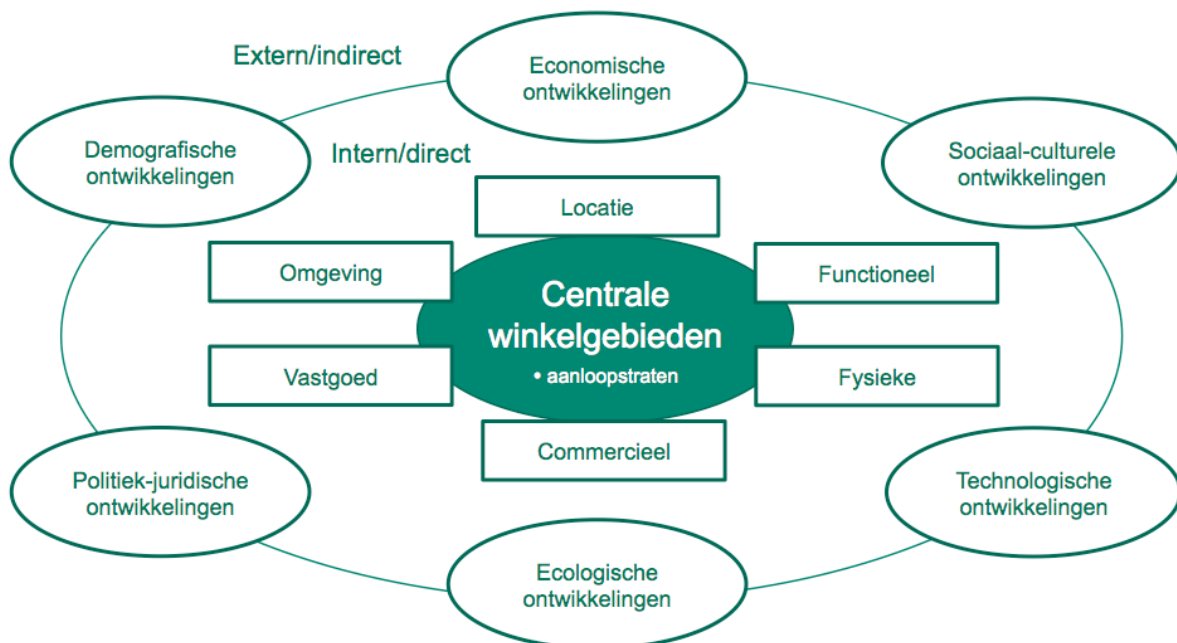 Extern/indirect
Economische
ontwikkelingen
Demografische
ontwikkelingen
Intern/direct
Sociaal-culturele
ontwikkelingen
Locatie
Omgeving
Functioneel
Centrale
winkelgebieden
• aanloopstraten
Vastgoed
Fysieke
Commercieel
Politiek-juridische
ontwikkelingen
Technologische
ontwikkelingen
Ecologische
ontwikkelingen